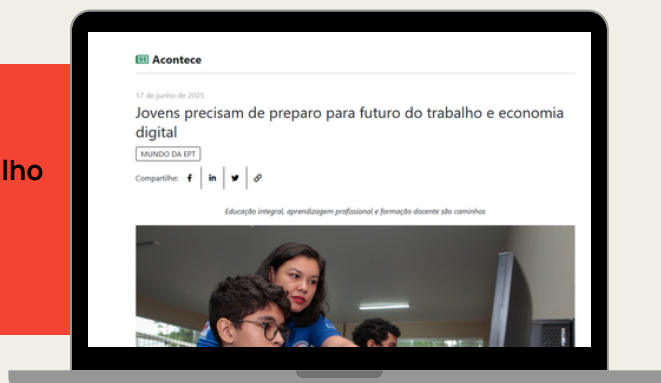 lho
Acontece
17 de junho de 2025
Jovens precisam de preparo para futuro do trabalho e economia
digital
MUNDO DA EPT
Compartilhe:
Educação integral, aprendizagem profissional e formação docente são caminhos